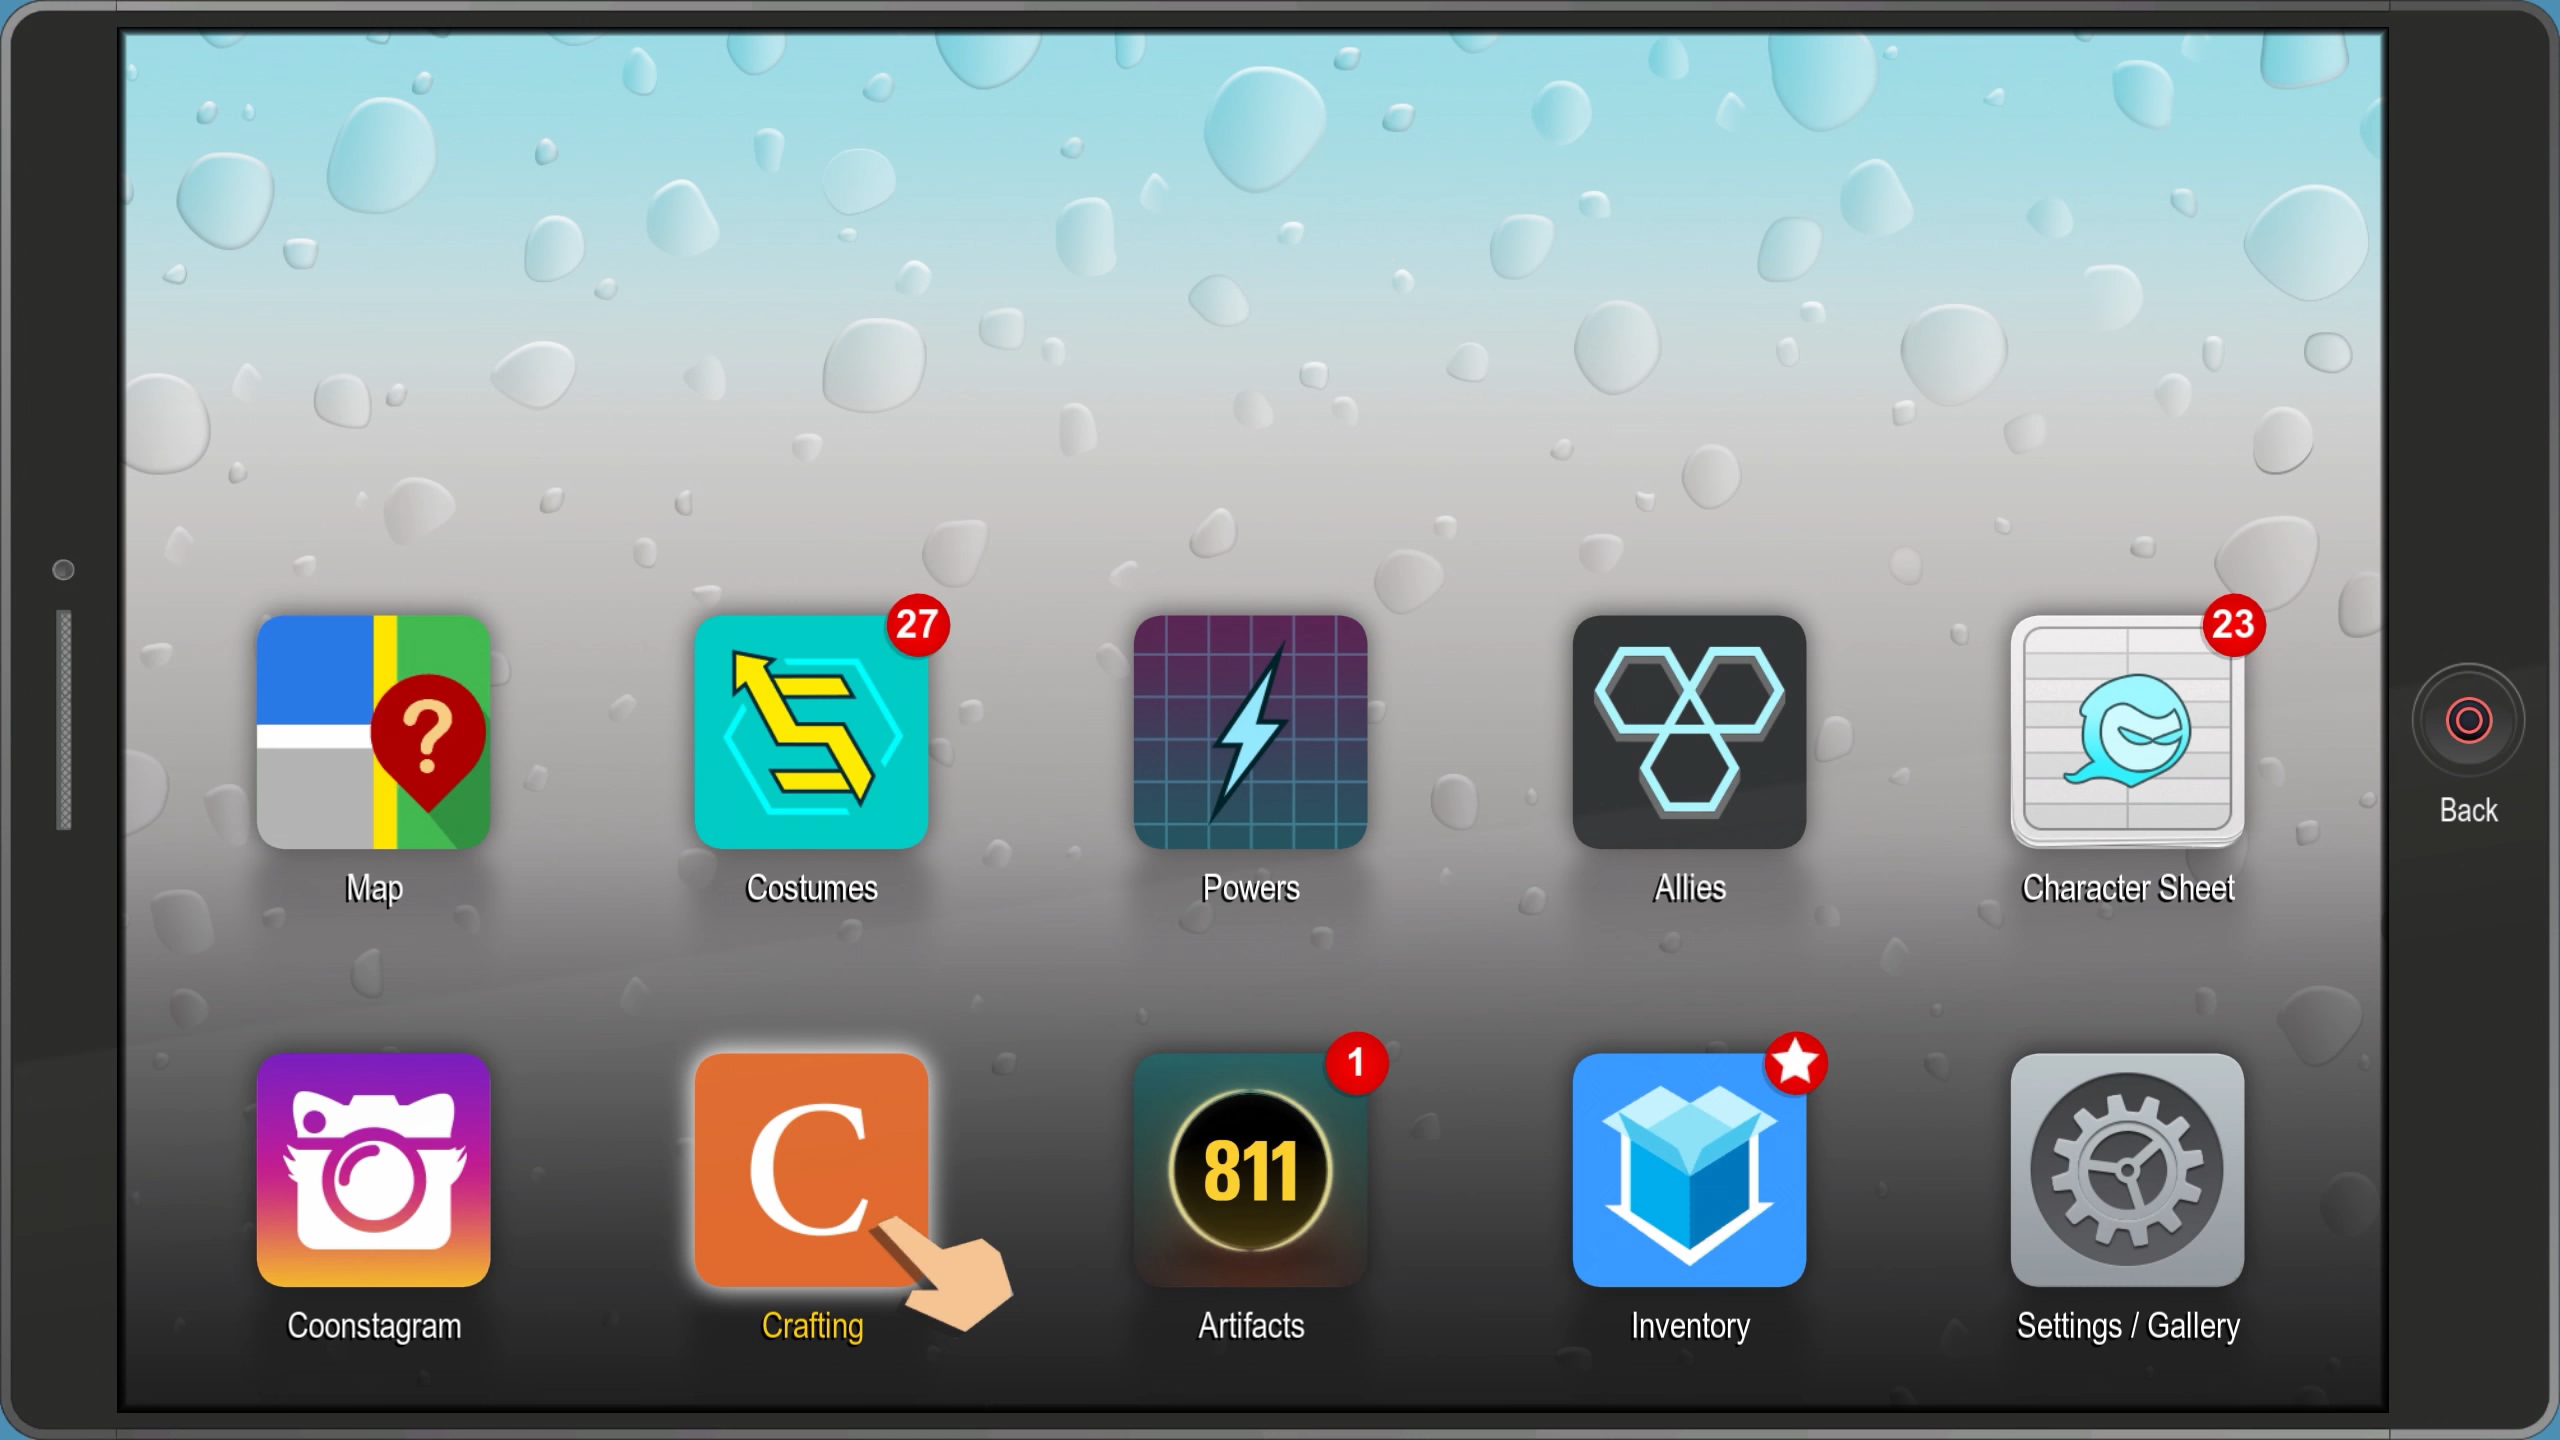 27
23
?
Map
Costumes
Powers
Allies
Character Sheet
Back
1
C
811
Coonstagram
Crafting
Artifacts
Inventory
Settings / Gallery